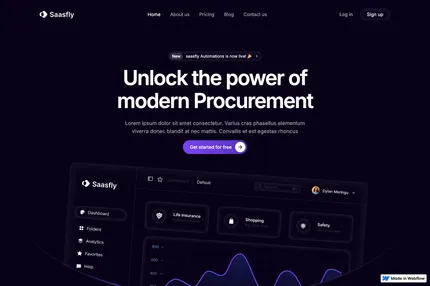 Saasfly
Home About us Pricing Blog Contact us
Log in Sign up
New saasfly Automations is now live! 🎉
Unlock the power of
modern Procurement
Lorem ipsum dolor sit amet consectetur. Varius cras phasellus elementum
viverra donec blandit at nec mattis. Convallis et est egestas rhoncus
Get started for free
Saasfly
Default
Dylan Meringu
Dashboard
Folders
Analytics
Favorites
Help
Life Insurance
Shopping
Safety
Made in Webflow